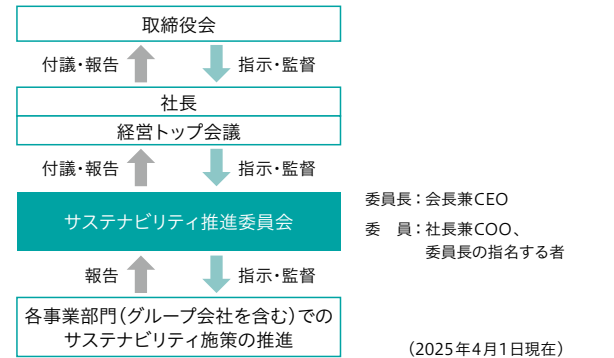 取締役会
付議・報告 指示・監督
社長
経営トップ会議
付議・報告 指示・監督
サステナビリティ推進委員会
委員長：会長兼CEO
委　員：社長兼COO、
委員長の指名する者
報告 指示・監督
各事業部門（グループ会社を含む）での
サステナビリティ施策の推進
（2025年4月1日現在）